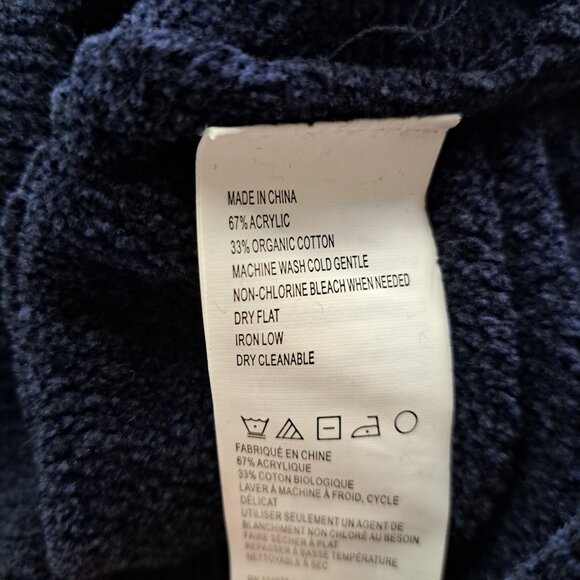 MADE IN CHINA
67% ACRYLIC
33% ORGANIC COTTON
MACHINE WASH COLD GENTLE
NON-CHLORINE BLEACH WHEN NEEDED
DRY FLAT
IRON LOW
DRY CLEANABLE
FABRIQUÉ EN CHINE
67% ACRYLIQUE
33% COTON BIOLOGIQUE
LAVER À MACHINE À FROID, CYCLE
DÉLICAT
UTILISER SEULEMENT UN AGENT DE
BLANCHIMENT NON CHLORÉ AU BESOIN
FAIRE SÉCHER À PLAT
REPASSER À BASSE TEMPÉRATURE
NETTOYABLE À SEC